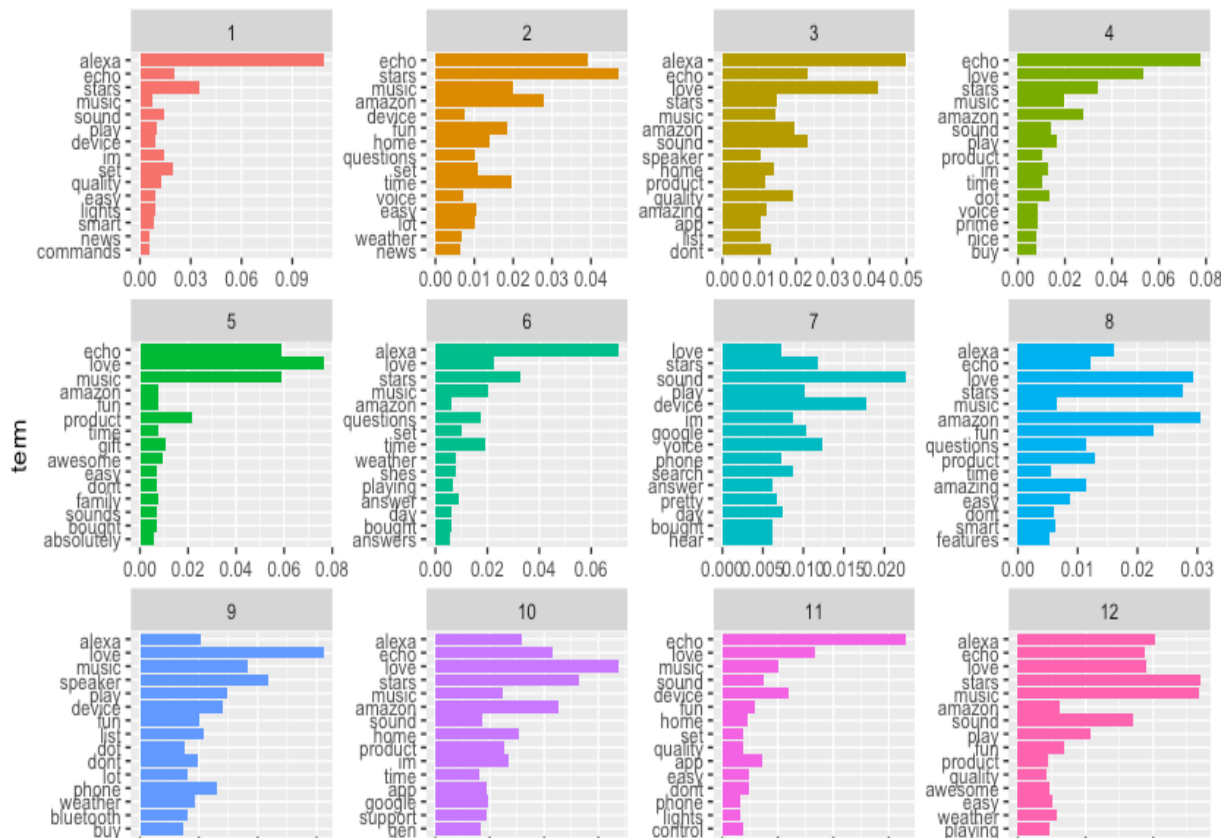 1
alexa
echo
stars
music
sound
play
device
im
set
quality
easy
lights
smart
news
commands
0.00 0.03 0.06 0.09
2
echo
stars
music
amazon
device
fun
home
questions
set
time
voice
easy
lot
weather
news
0.00 0.01 0.02 0.03 0.04
3
alexa
echo
love
stars
music
amazon
sound
speaker
home
product
quality
amazing
app
list
dont
0.00 0.01 0.02 0.03 0.04 0.05
4
echo
love
stars
music
amazon
sound
play
product
im
time
dot
voice
prime
nice
buy
0.00 0.02 0.04 0.06 0.08
term
5
echo
love
music
amazon
fun
product
time
gift
awesome
easy
dont
family
sounds
bought
absolutely
0.00 0.02 0.04 0.06 0.08
6
alexa
love
stars
music
amazon
questions
set
time
weather
shes
playing
answer
day
bought
answers
0.00 0.02 0.04 0.06
7
love
stars
sound
play
device
im
google
voice
phone
search
answer
pretty
day
bought
hear
0.000 0.005 0.010 0.015 0.020
8
alexa
echo
love
stars
music
amazon
fun
questions
product
time
amazing
easy
dont
smart
features
0.00 0.01 0.02 0.03
9
alexa
love
music
speaker
play
device
fun
list
dot
dont
lot
phone
weather
bluetooth
buy
10
alexa
echo
love
stars
music
amazon
sound
home
product
im
time
app
google
support
gen
11
echo
love
music
sound
device
fun
home
set
quality
app
easy
dont
phone
lights
control
12
alexa
echo
love
stars
music
amazon
sound
play
fun
product
quality
awesome
easy
weather
playing